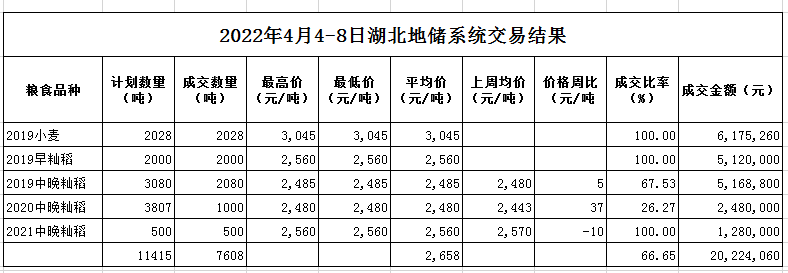 2022年4月4-8日湖北地储系统交易结果
粮食品种 计划数量（吨） 成交数量（吨） 最高价（元/吨） 最低价（元/吨） 平均价（元/吨） 上周均价（元/吨） 价格周比（元/吨 成交比率（%） 成交金额（元）
2019小麦 2028 2028 3,045 3,045 3,045 100.00 6,175,260
2019早籼稻 2000 2000 2,560 2,560 2,560 100.00 5,120,000
2019中晚籼稻 3080 2080 2,485 2,485 2,485 2,480 5 67.53 5,168,800
2020中晚籼稻 3807 1000 2,480 2,480 2,480 2,443 37 26.27 2,480,000
2021中晚籼稻 500 500 2,560 2,560 2,560 2,570 -10 100.00 1,280,000
11415 7608 2,658 66.65 20,224,060